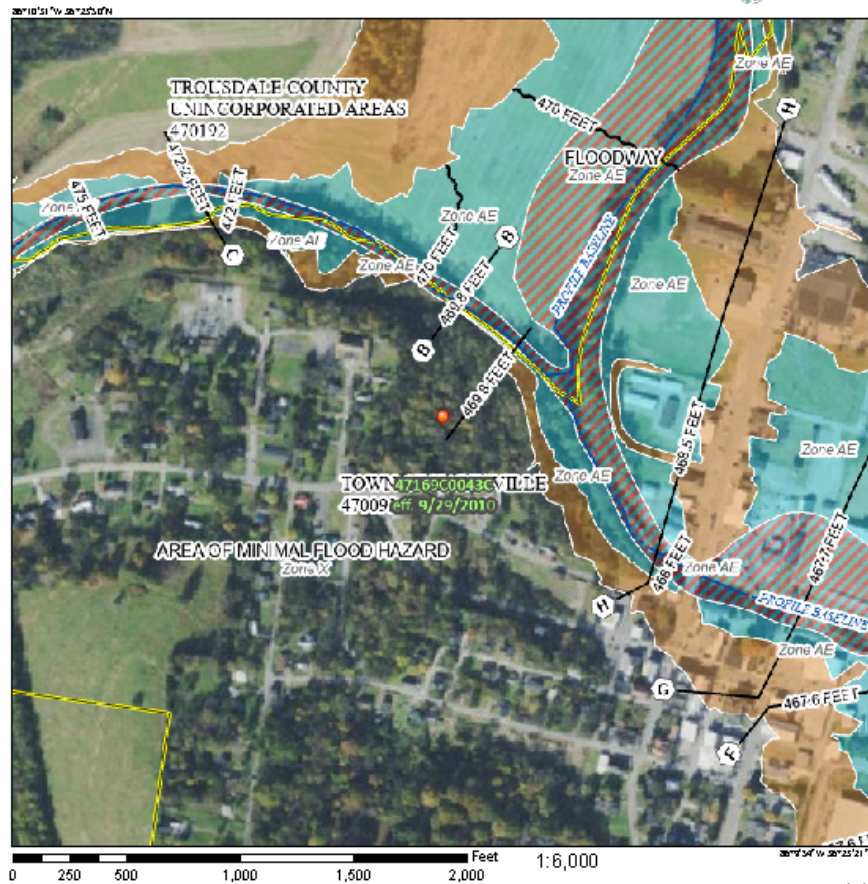 TROUSDALE COUNTY
UNINCORPORATED AREAS
470192
Zone AE
H
470 FEET
FLOODWAY
Zone AE
472.2 FEET
472 FEET
475 FEET
Zone
Zone AE
C
Zone AE
Zone AE
470 FEET
B
469.8 FEET
B
PROFILE BASELINE
Zone AE
469.8 FEET
468.5 FEET
Zone AE
TOWN
47169C0043C
VILLE
47009
eff. 9/29/2010
Zone AE
AREA OF MINIMAL FLOOD HAZARD
Zone X
468 FEET
Zone AE
467.7 FEET
H
PROFILE BASELINE
Zone AE
G
467.6 FEET
F
Feet
1:6,000
0
250
500
1,000
1,500
2,000